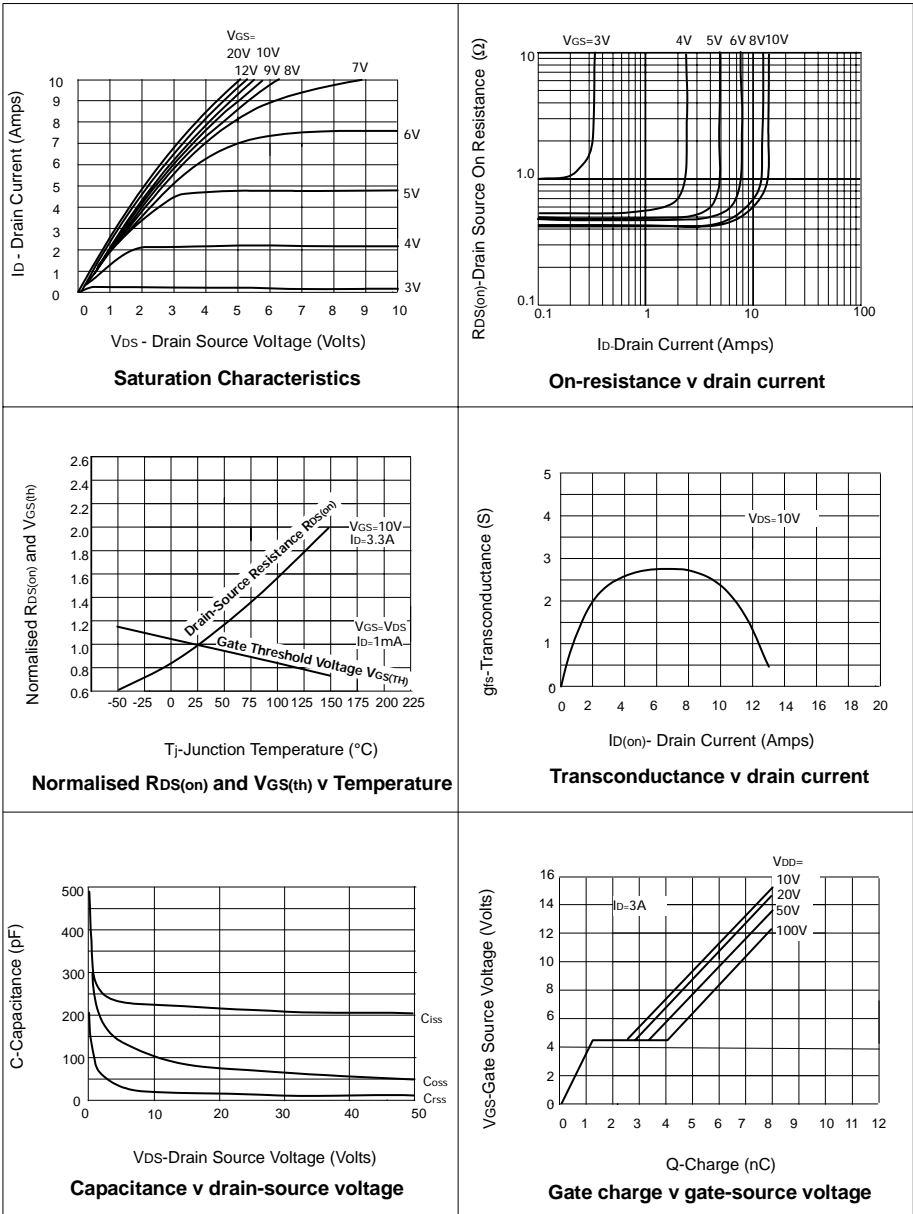 VGS=
20V 10V
12V 9V 8V 7V
10
9
8
7
6
5
4
3
2
1
0
6V
5V
4V
3V
0 1 2 3 4 5 6 7 8 9 10
ID - Drain Current (Amps)
VDS - Drain Source Voltage (Volts)
Saturation Characteristics
VGS=3V 4V 5V 6V 8V 10V
10
1.0
0.1
0.1 1 10 100
RDS(on)-Drain Source On Resistance (Ω)
ID-Drain Current (Amps)
On-resistance v drain current
2.6
2.4
2.2
2.0
1.8
1.6
1.4
1.2
1.0
0.8
0.6
-50 -25 0 25 50 75 100 125 150 175 200 225
Normalised RDS(on) and VGS(th)
Drain-Source Resistance RDS(on)
VGS=10V
ID=3.3A
VGS=VDS
ID=1mA
Gate Threshold Voltage VGS(TH)
Tj-Junction Temperature (°C)
Normalised RDS(on) and VGS(th) v Temperature
5
4
3
2
1
0
0 2 4 6 8 10 12 14 16 18 20
gfs-Transconductance (S)
VDS=10V
ID(on)- Drain Current (Amps)
Transconductance v drain current
500
400
300
200
100
0
0 10 20 30 40 50
C-Capacitance (pF)
Ciss
Coss
Crss
VDS-Drain Source Voltage (Volts)
Capacitance v drain-source voltage
16
14
12
10
8
6
4
2
0
0 1 2 3 4 5 6 7 8 9 10 11 12
VGS-Gate Source Voltage (Volts)
ID=3A
VDD=
10V
20V
50V
100V
Q-Charge (nC)
Gate charge v gate-source voltage